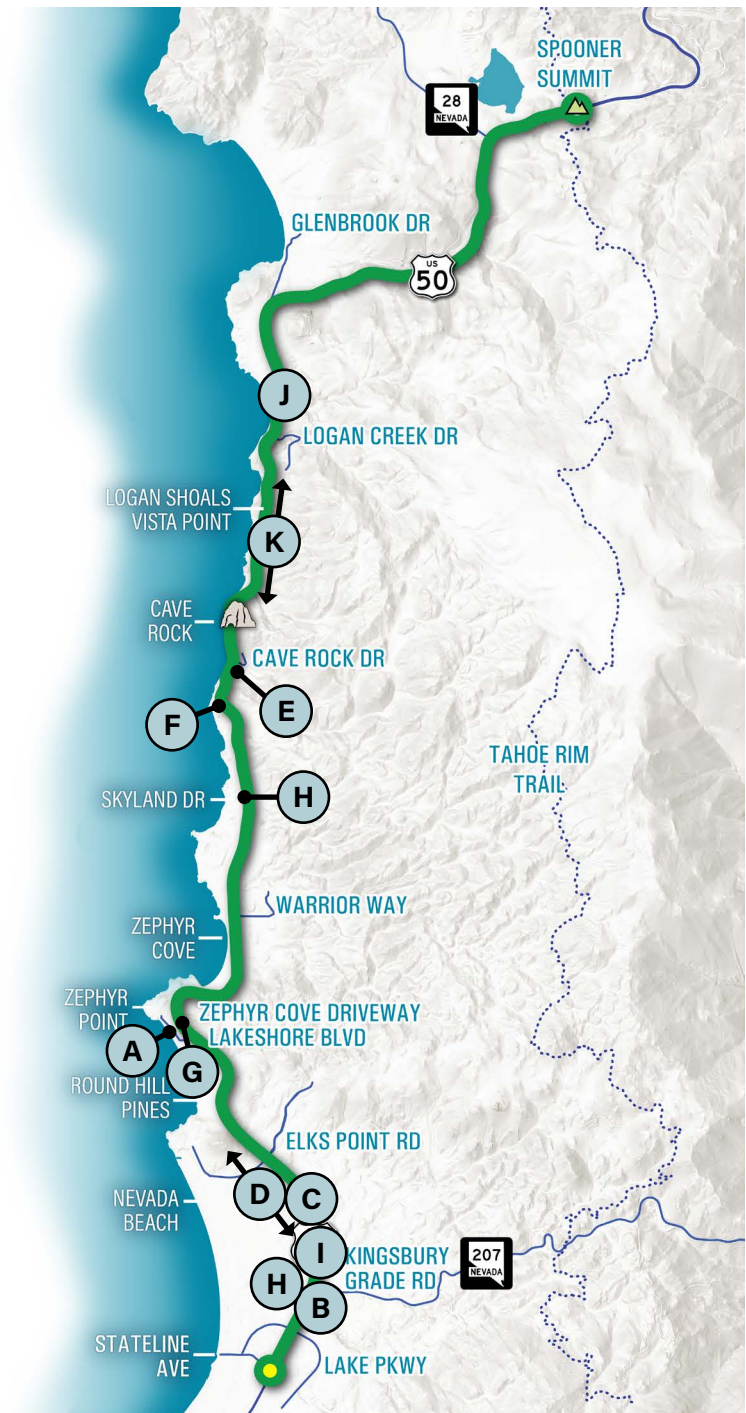 SPOONER
SUMMIT
28
NEVADA
GLENBROOK DR
US
50
J
LOGAN CREEK DR
LOGAN SHOALS
VISTA POINT
K
CAVE
ROCK
CAVE ROCK DR
E
F
TAHOE RIM
TRAIL
SKYLAND DR
H
WARRIOR WAY
ZEPHYR
COVE
ZEPHYR
POINT
ZEPHYR COVE DRIVEWAY
LAKESHORE BLVD
A
G
ROUND HILL
PINES
ELKS POINT RD
NEVADA
BEACH
D
C
I
KINGSBURY
GRADE RD
207
NEVADA
H
B
STATELINE
AVE
LAKE PKWY